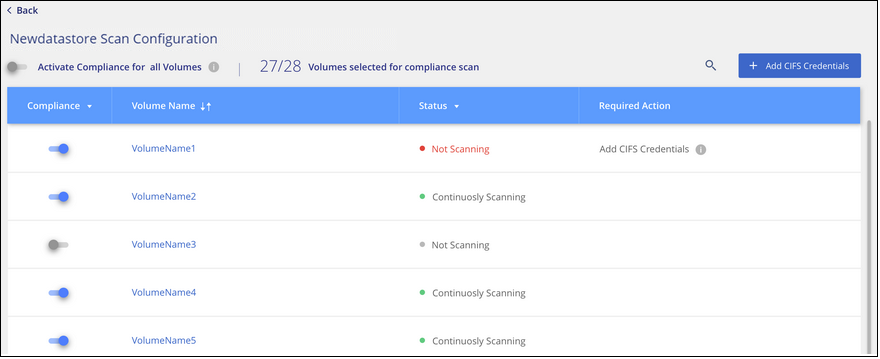 Back
Newdatastore Scan Configuration
Activate Compliance for all Volumes i | 27/28 Volumes selected for compliance scan + Add CIFS Credentials
Compliance Volume Name Status Required Action
VolumeName1 Not Scanning Add CIFS Credentials i
VolumeName2 Continuosly Scanning
VolumeName3 Not Scanning
VolumeName4 Continuosly Scanning
VolumeName5 Continuosly Scanning